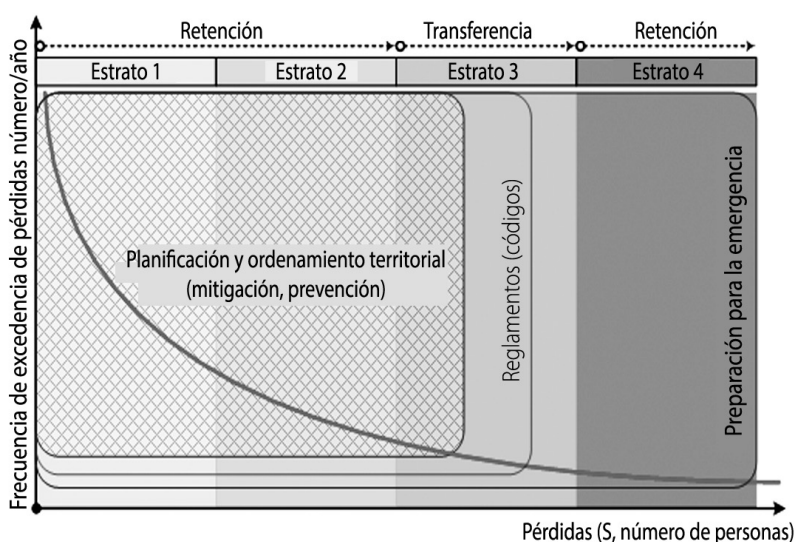 Retención
Transferencia
Retención
Estrato 1
Estrato 2
Estrato 3
Estrato 4
Frecuencia de excedencia de pérdidas número/año
Planificación y ordenamiento territorial
(mitigación, prevención)
Reglamentos (códigos)
Preparación para la emergencia
Pérdidas (S, número de personas)